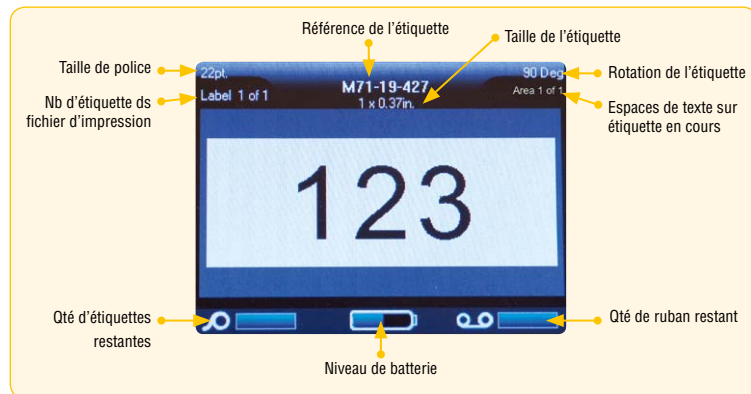 Référence de l’étiquette
Taille de l’étiquette
Taille de police
22pt.
M71-19-427
90 Deg
Rotation de l’étiquette
Nb d’étiquette ds
fichier d’impression
Label 1 of 1
1 x 0.37in.
Area 1 of 1
Espaces de texte sur
étiquette en cours
123
Qté d’étiquettes
restantes
Qté de ruban restant
Niveau de batterie